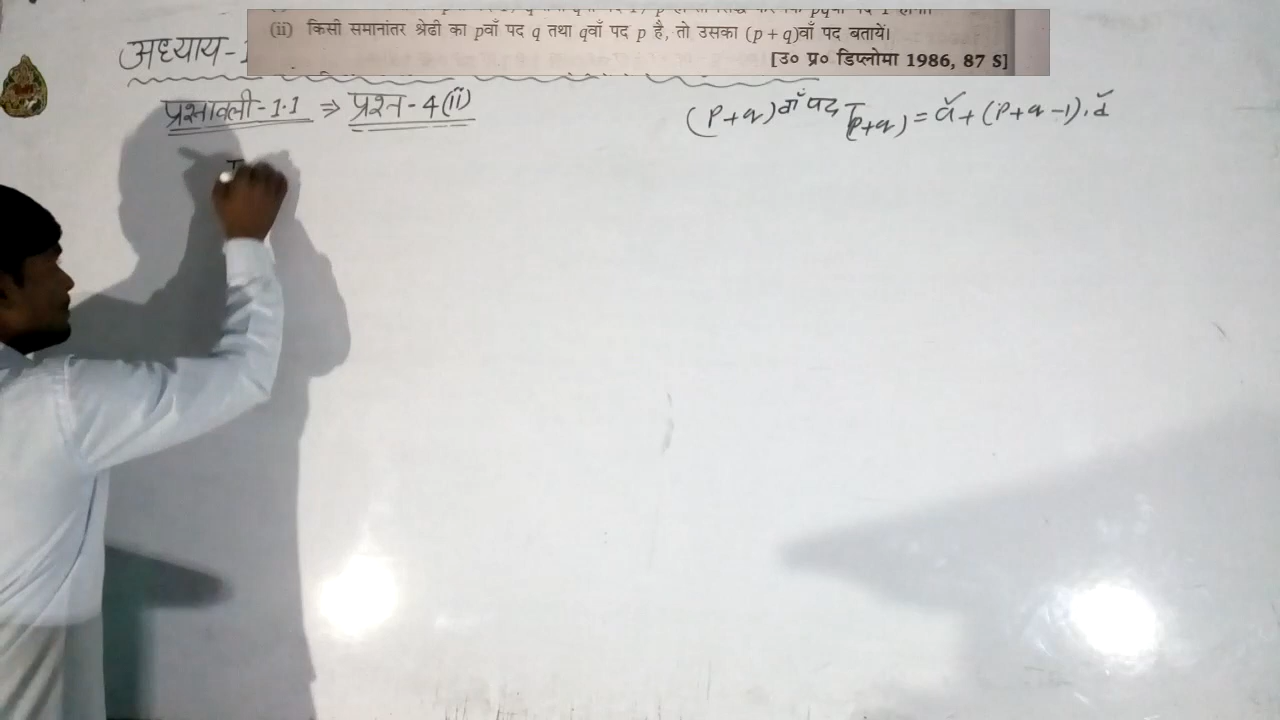 (ii) किसी समानांतर श्रेढी का pवाँ पद q तथा qवाँ पद p है, तो उसका (p + q)वाँ पद बतायें।
[उ० प्र० डिप्लोमा 1986, 87 S]
अध्याय-1
प्रश्नावली-1.1 ⇒ प्रश्न-4(ii)
(P+q)वाँ पद T(p+q) = a + (P+q-1).d
T